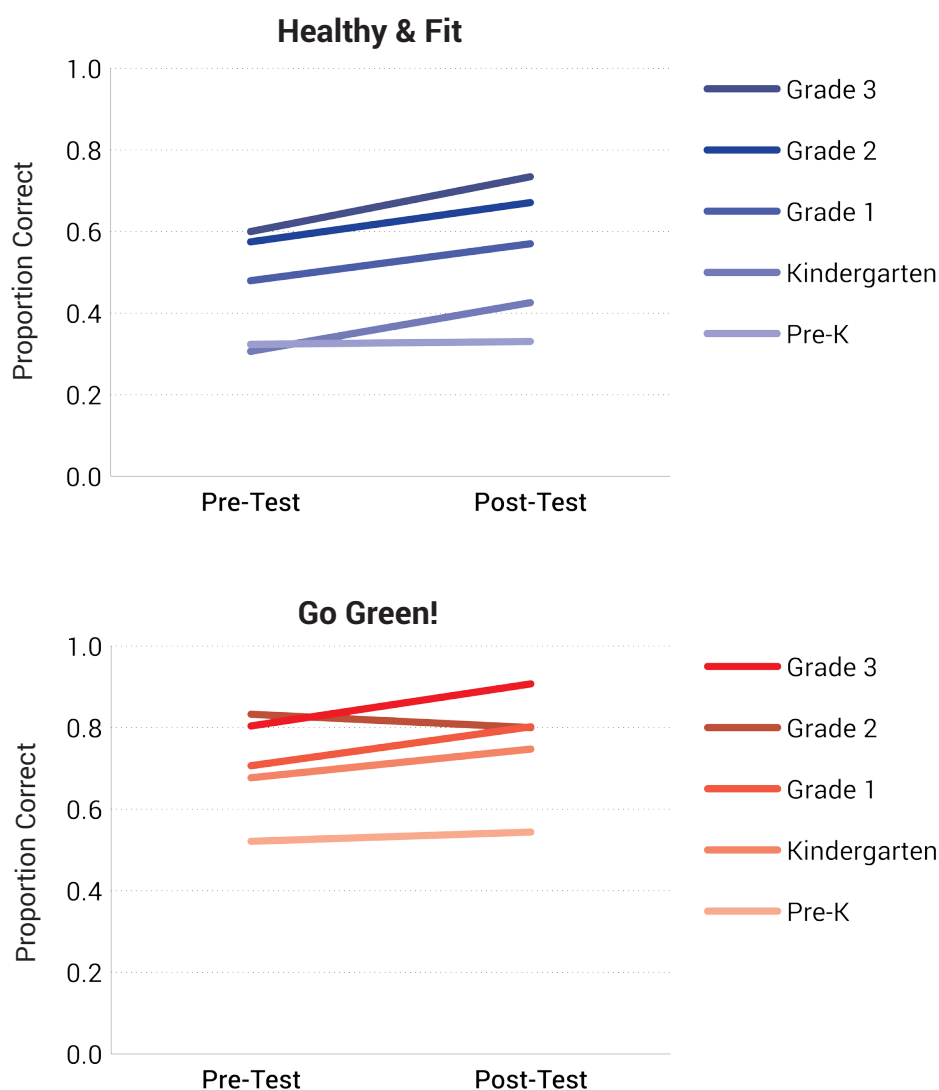 Healthy & Fit
Proportion Correct
1.0
0.8
0.6
0.4
0.2
0.0
Pre-Test
Post-Test
Grade 3
Grade 2
Grade 1
Kindergarten
Pre-K
Go Green!
Proportion Correct
1.0
0.8
0.6
0.4
0.2
0.0
Pre-Test
Post-Test
Grade 3
Grade 2
Grade 1
Kindergarten
Pre-K